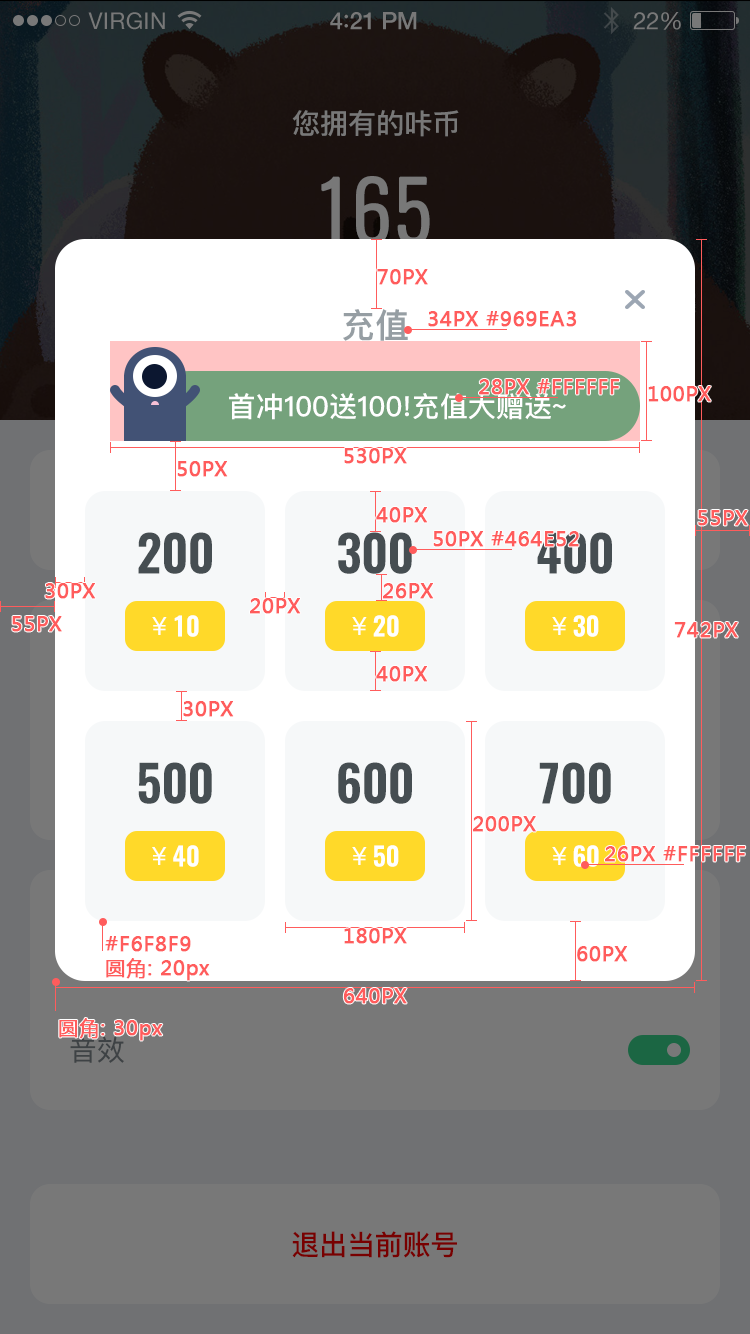 VIRGIN 4:21 PM 22%
您拥有的咔币
165
70PX
充值
34PX #969EA3
28PX #FFFFFF
首冲100送100!充值大赠送~
100PX
530PX
50PX
40PX
55PX
200 300 400
50PX #464E52
30PX 20PX 26PX
55PX
¥10 ¥20 ¥30
742PX
40PX
30PX
500 600 700
200PX
¥40 ¥50 ¥60
26PX #FFFFFF
180PX
#F6F8F9
圆角: 20px
60PX
640PX
圆角: 30px
音效
退出当前账号